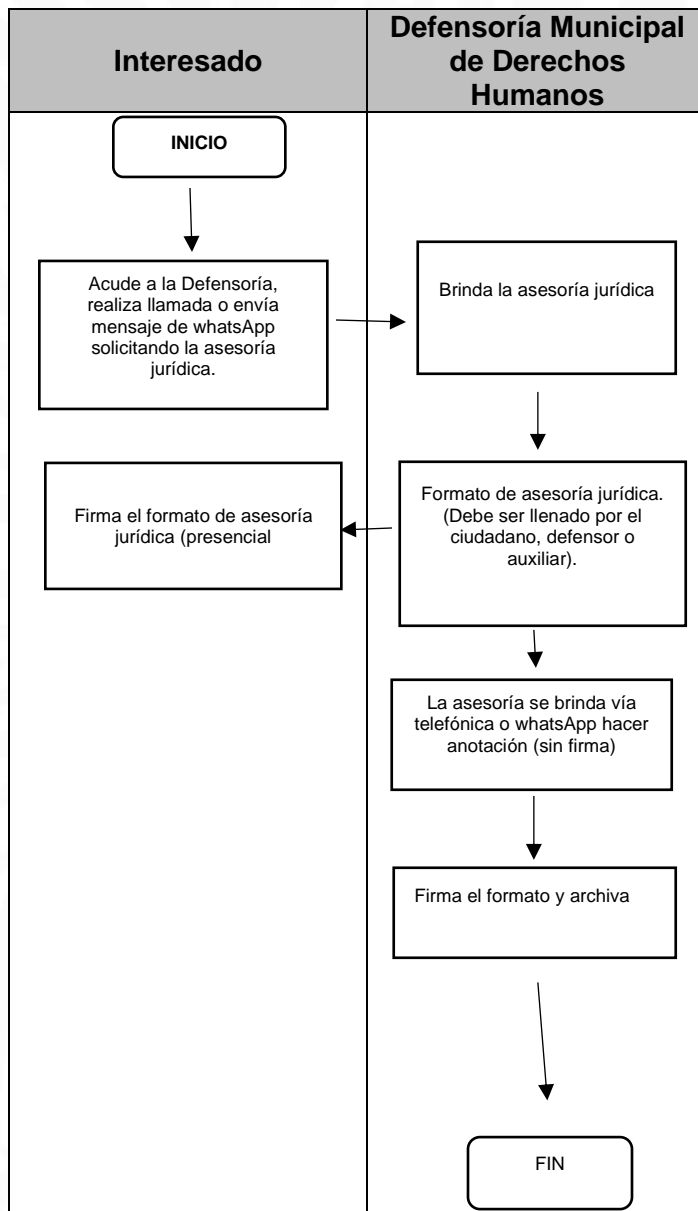 Interesado
Defensoría Municipal
de Derechos
Humanos
INICIO
Acude a la Defensoría,
realiza llamada o envía
mensaje de whatsApp
solicitando la asesoría
jurídica.
Brinda la asesoría jurídica
Formato de asesoría jurídica.
(Debe ser llenado por el
ciudadano, defensor o
auxiliar).
Firma el formato de asesoría
jurídica (presencial
La asesoría se brinda vía
telefónica o whatsApp hacer
anotación (sin firma)
Firma el formato y archiva
FIN